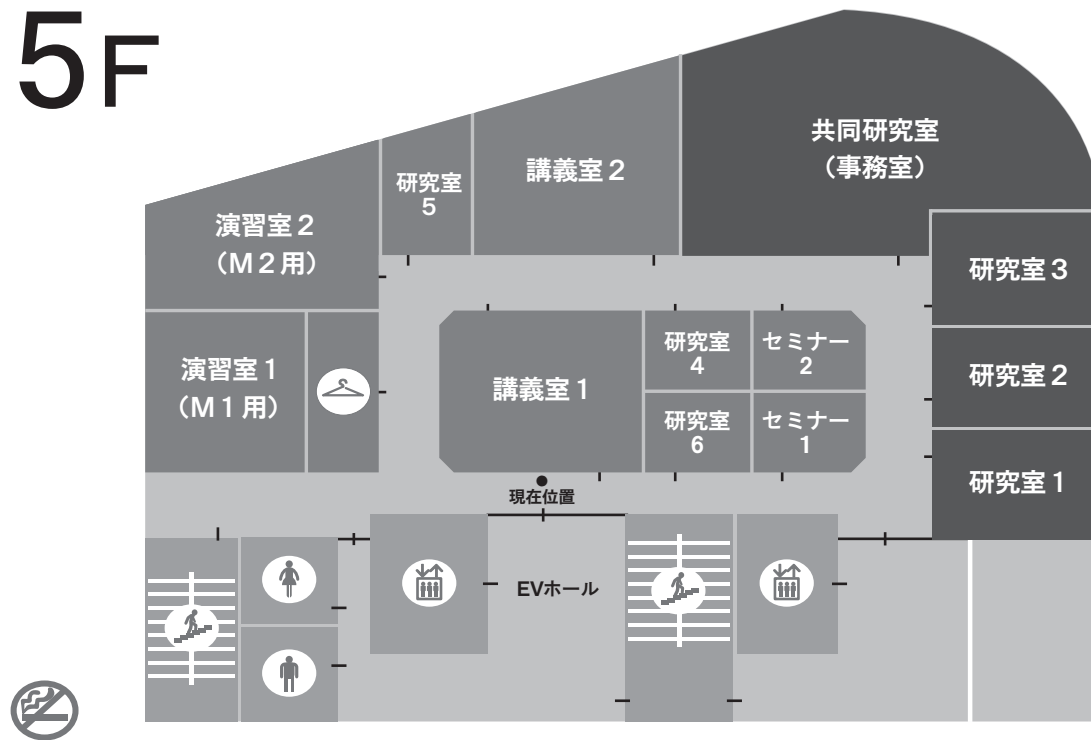 5F
共同研究室
（事務室）
講義室２
研究室
5
演習室２
（Ｍ２用）
研究室３
演習室１
（Ｍ１用）
講義室１
研究室
4
セミナー
2
研究室２
研究室
6
セミナー
1
研究室１
現在位置
EVホール